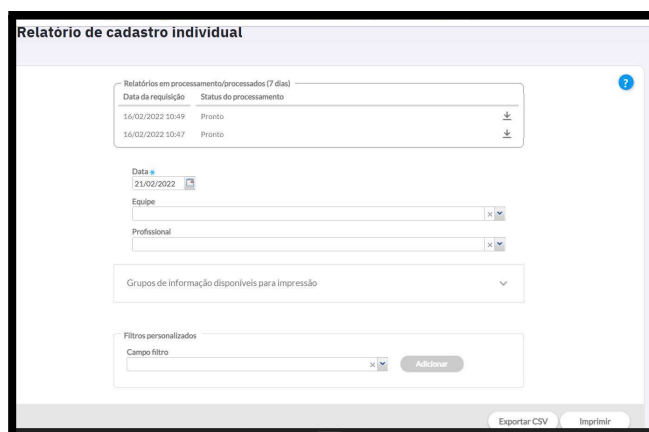 Relatório de cadastro individual
?
Relatórios em processamento/processados (7 dias)
Data da requisição Status do processamento
16/02/2022 10:49 Pronto
16/02/2022 10:47 Pronto
Data *
21/02/2022
Equipe
Profissional
Grupos de informação disponíveis para impressão
Filtros personalizados
Campo filtro
Adicionar
Exportar CSV Imprimir